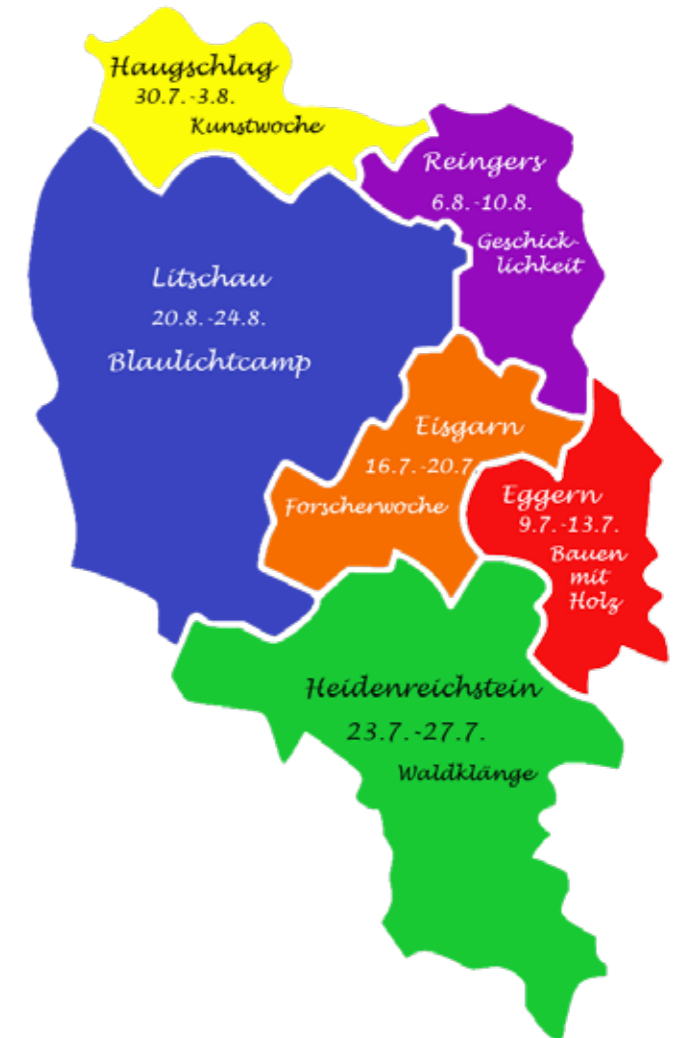 Haugschlag
30.7.-3.8.
Kunstwoche
Reingers
6.8.-10.8.
Geschick-
lichkeit
Litschau
20.8.-24.8.
Blaulichtcamp
Eisgarn
16.7.-20.7.
Forscherwoche
Eggern
9.7.-13.7.
Bauen
mit
Holz
Heidenreichstein
23.7.-27.7.
Waldklänge